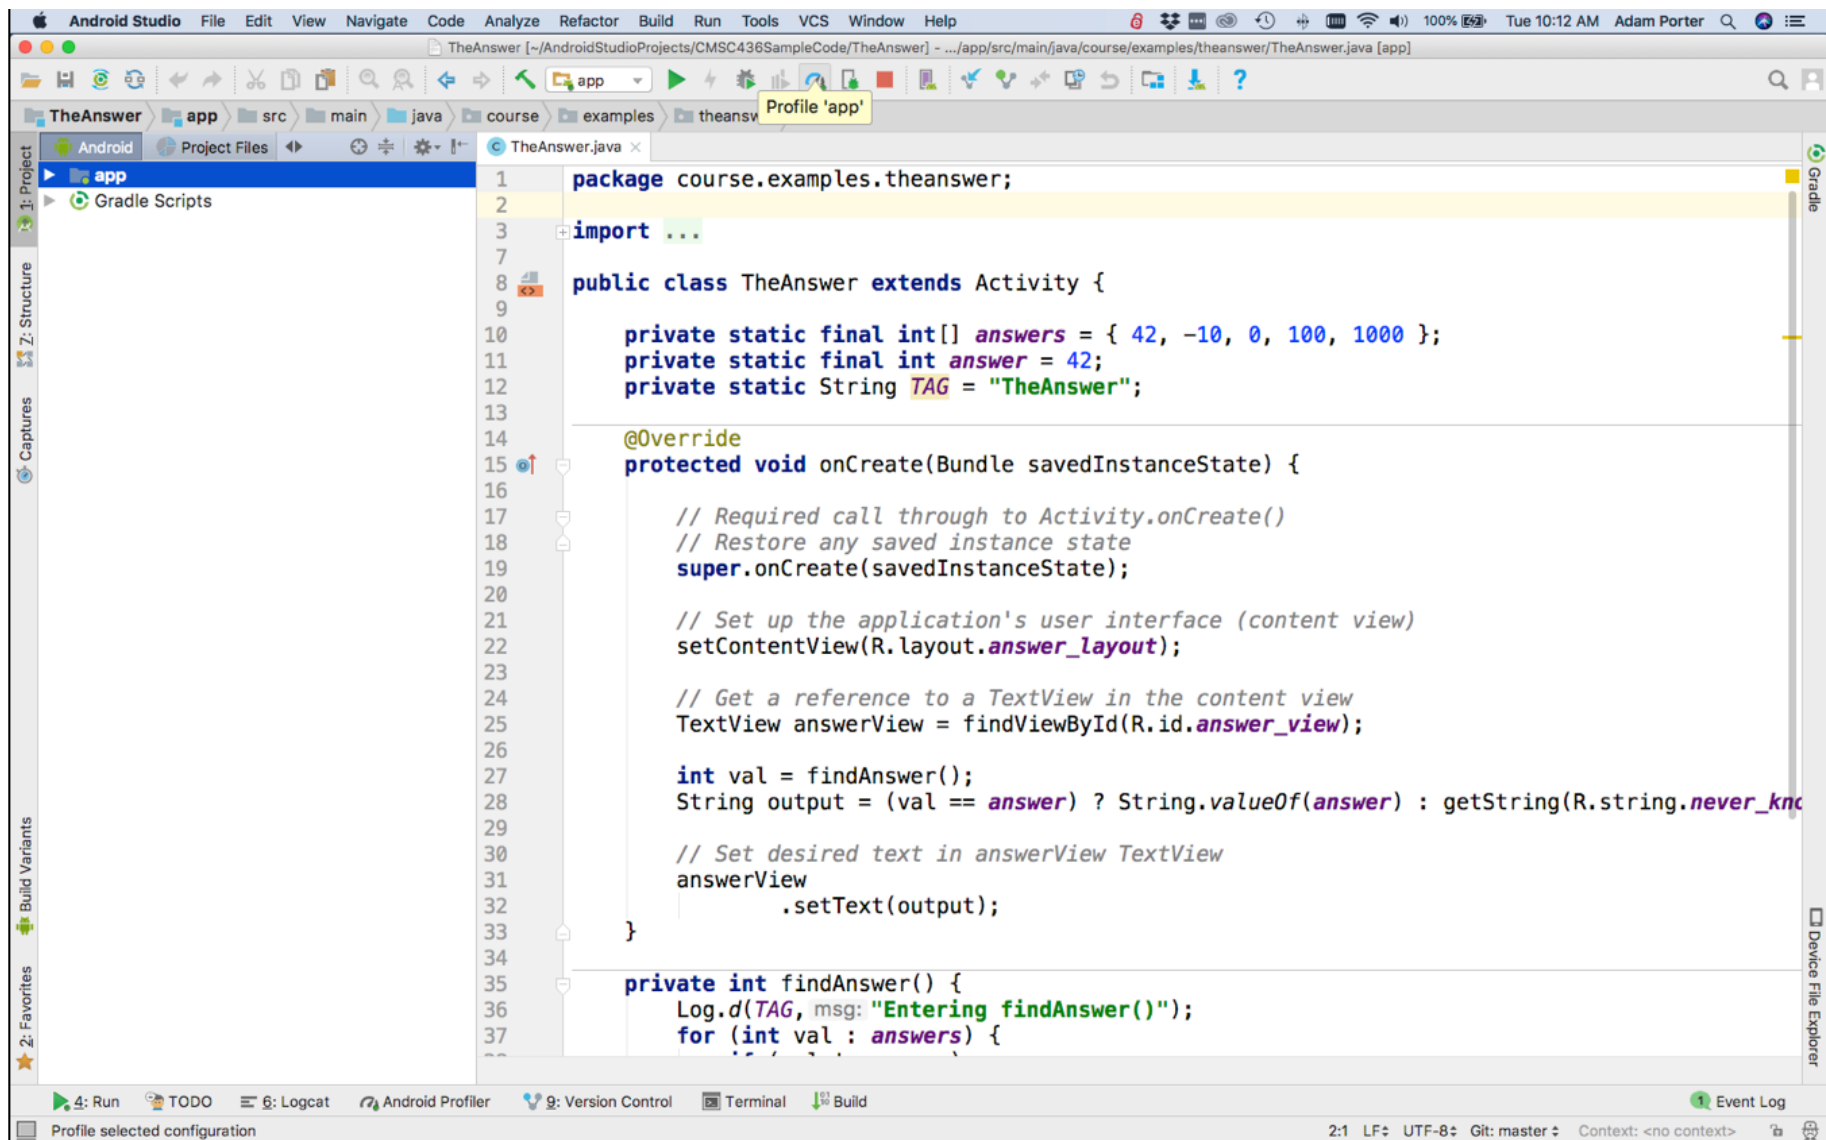 Android Studio File Edit View Navigate Code Analyze Refactor Build Run Tools VCS Window Help 100% Tue 10:12 AM Adam Porter
TheAnswer [~/AndroidStudioProjects/CMSC436SampleCode/TheAnswer] - .../app/src/main/java/course/examples/theanswer/TheAnswer.java [app]
app
Profile 'app'
TheAnswer app src main java course examples
Android Project Files TheAnswer.java
1: Project
Z: Structure
Captures
Build Variants
2: Favorites
app
Gradle Scripts
1 package course.examples.theanswer;
2
3 import ...
7
8 public class TheAnswer extends Activity {
9
10 private static final int[] answers = { 42, -10, 0, 100, 1000 };
11 private static final int answer = 42;
12 private static String TAG = "TheAnswer";
13
14 @Override
15 protected void onCreate(Bundle savedInstanceState) {
16
17 // Required call through to Activity.onCreate()
18 // Restore any saved instance state
19 super.onCreate(savedInstanceState);
20
21 // Set up the application's user interface (content view)
22 setContentView(R.layout.answer_layout);
23
24 // Get a reference to a TextView in the content view
25 TextView answerView = findViewById(R.id.answer_view);
26
27 int val = findAnswer();
28 String output = (val == answer) ? String.valueOf(answer) : getString(R.string.never_kno
29
30 // Set desired text in answerView TextView
31 answerView
32 .setText(output);
33 }
34
35 private int findAnswer() {
36 Log.d(TAG, msg: "Entering findAnswer()");
37 for (int val : answers) {
Gradle
Device File Explorer
4: Run TODO 6: Logcat Android Profiler 9: Version Control Terminal Build 1 Event Log
Profile selected configuration 2:1 LF UTF-8 Git: master Context: <no context>